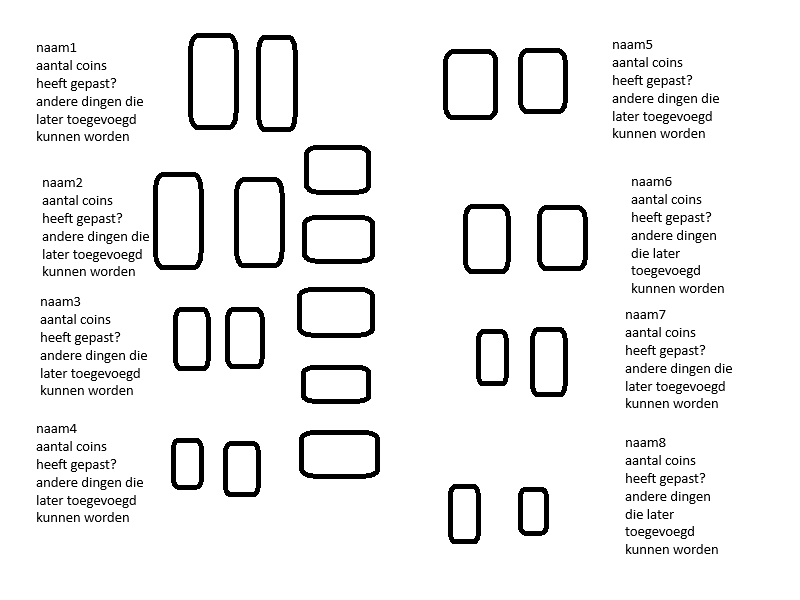 naam1
aantal coins
heeft gepast?
andere dingen die
later toegevoegd
kunnen worden
naam2
aantal coins
heeft gepast?
andere dingen die
later toegevoegd
kunnen worden
naam3
aantal coins
heeft gepast?
andere dingen die
later toegevoegd
kunnen worden
naam4
aantal coins
heeft gepast?
andere dingen die
later toegevoegd
kunnen worden
naam5
aantal coins
heeft gepast?
andere dingen die
later toegevoegd
kunnen worden
naam6
aantal coins
heeft gepast?
andere dingen
die later
toegevoegd
kunnen worden
naam7
aantal coins
heeft gepast?
andere dingen die
later toegevoegd
kunnen worden
naam8
aantal coins
heeft gepast?
andere dingen
die later
toegevoegd
kunnen worden